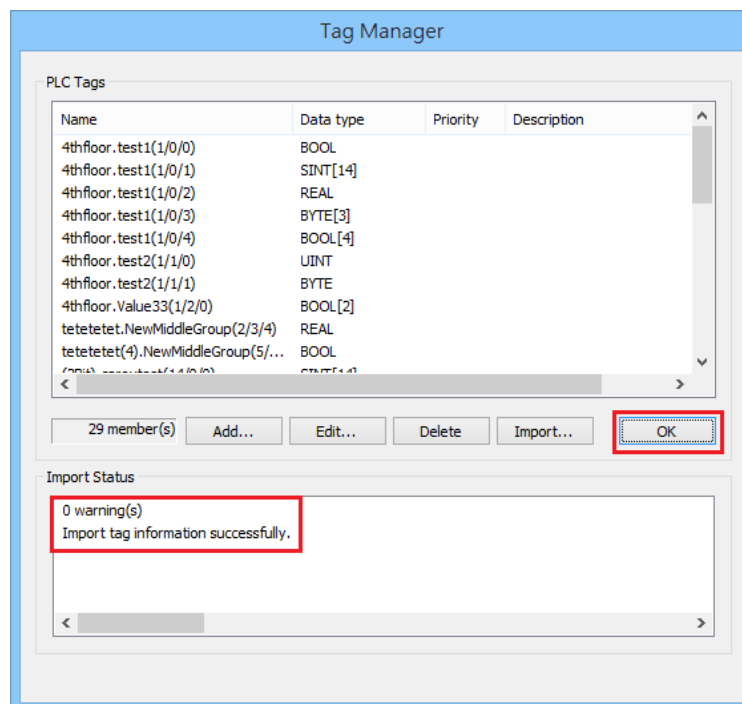 Tag Manager
PLC Tags
Name Data type Priority Description
4thfloor.test1(1/0/0) BOOL
4thfloor.test1(1/0/1) SINT[14]
4thfloor.test1(1/0/2) REAL
4thfloor.test1(1/0/3) BYTE[3]
4thfloor.test1(1/0/4) BOOL[4]
4thfloor.test2(1/1/0) UINT
4thfloor.test2(1/1/1) BYTE
4thfloor.Value33(1/2/0) BOOL[2]
tetetetet.NewMiddleGroup(2/3/4) REAL
tetetetet(4).NewMiddleGroup(5/... BOOL
29 member(s) Add... Edit... Delete Import... OK
Import Status
0 warning(s)
Import tag information successfully.